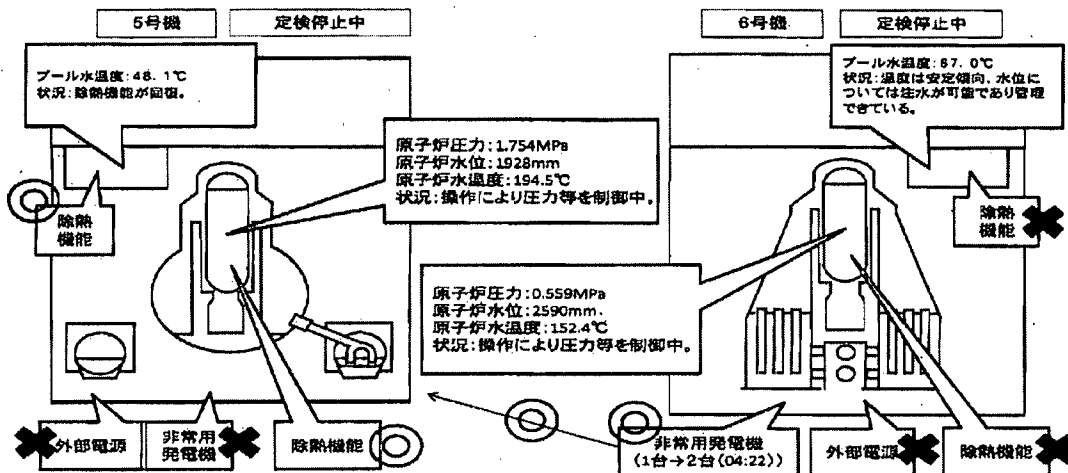 5号機
定検停止中
プール水温度:48.1℃
状況:除熱機能が回復。
原子炉圧力:1.754MPa
原子炉水位:1928mm
原子炉水温度:194.5℃
状況:操作により圧力等を制御中。
除熱
機能
外部電源
非常用
発電機
除熱機能
6号機
定検停止中
プール水温度:67.0℃
状況:温度は安定傾向、水位に
ついては注水が可能であり管理
できている。
除熱
機能
原子炉圧力:0.559MPa
原子炉水位:2590mm.
原子炉水温度:152.4℃
状況:操作により圧力等を制御中。
非常用発電機
(1台→2台(04:22))
外部電源
除熱機能